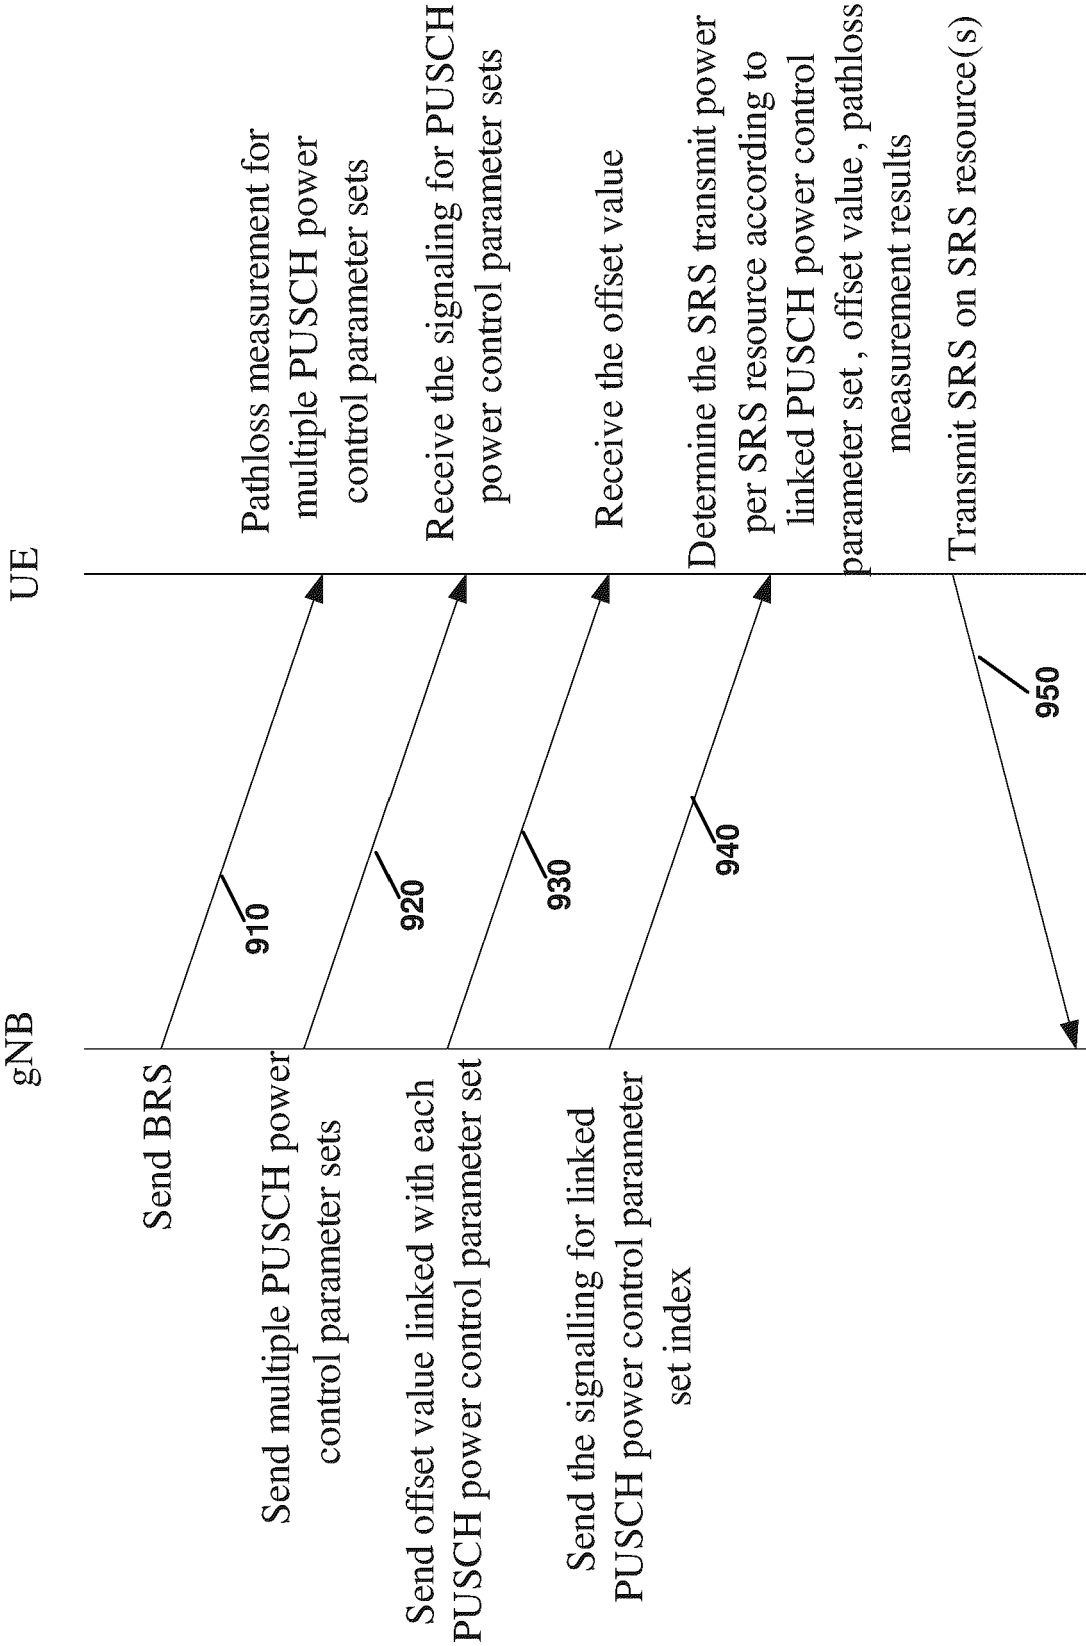 gNB
UE
Send BRS
910
Pathloss measurement for
multiple PUSCH power
control parameter sets
Send multiple PUSCH power
control parameter sets
920
Receive the signaling for PUSCH
power control parameter sets
Send offset value linked with each
PUSCH power control parameter set
930
Receive the offset value
Send the signalling for linked
PUSCH power control parameter
set index
940
Determine the SRS transmit power
per SRS resource according to
linked PUSCH power control
parameter set, offset value, pathloss
measurement results
950
Transmit SRS on SRS resource(s)